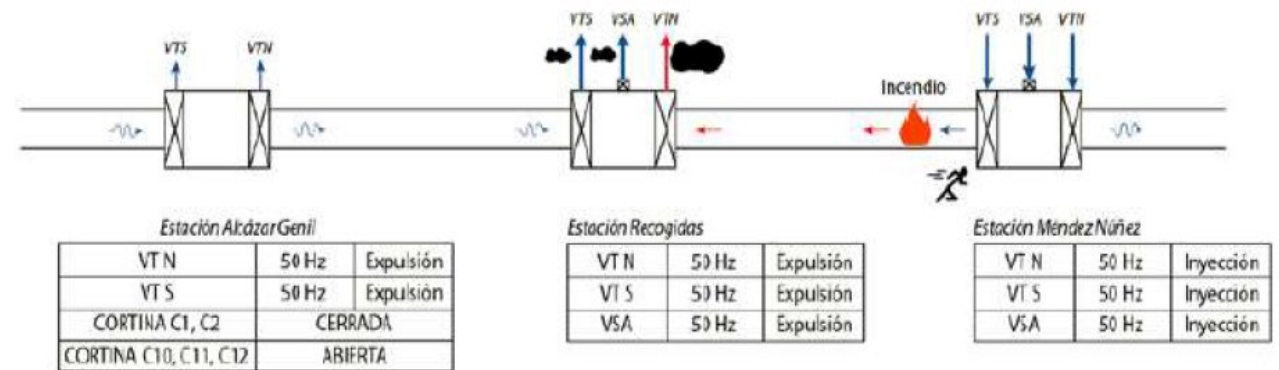 VTS VSA VTN
VTS VSA VTN
VTS
VTN
Incendio
Estación Alcázar Genil
VT N 50 Hz Expulsión
VT S 50 Hz Expulsión
CORTINA C1, C2 CERRADA
CORTINA C10, C11, C12 ABIERTA
Estación Recogidas
VT N 50 Hz Expulsión
VT S 50 Hz Expulsión
VSA 50 Hz Expulsión
Estación Méndez Núñez
VT N 50 Hz Inyección
VT S 50 Hz Inyección
VSA 50 Hz Inyección